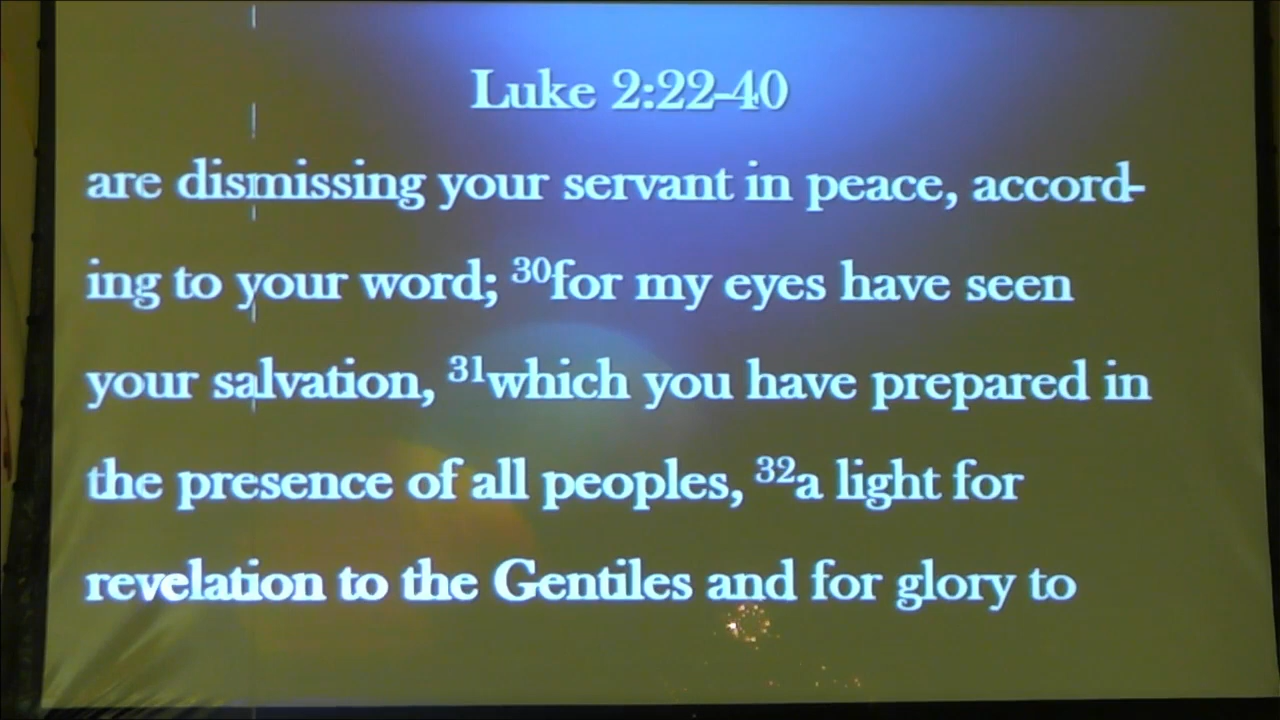 Luke 2:22-40
are dismissing your servant in peace, accord-
ing to your word; 30for my eyes have seen
your salvation, 31which you have prepared in
the presence of all peoples, 32a light for
revelation to the Gentiles and for glory to